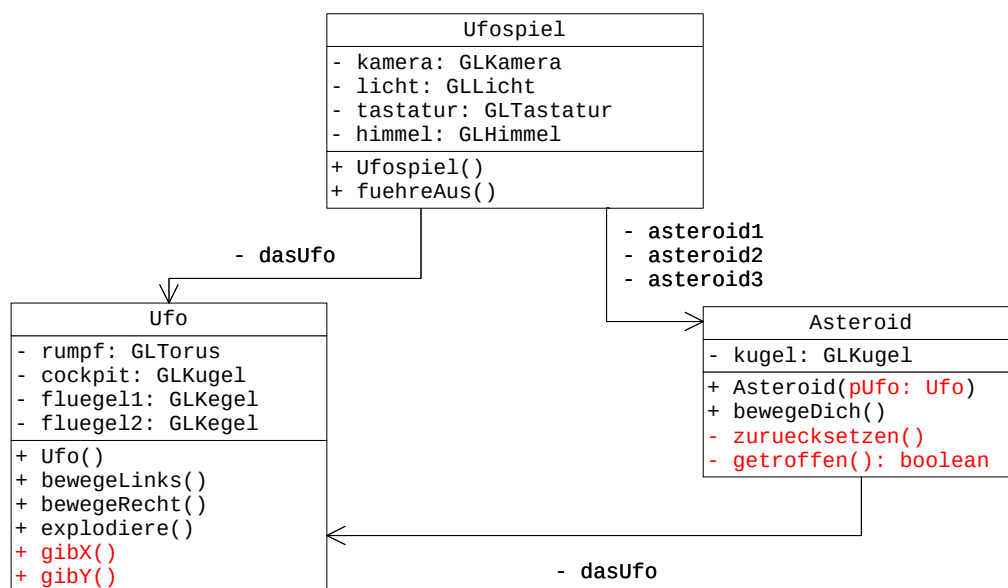 Ufospiel
- kamera: GLKamera
- licht: GLLicht
- tastatur: GLTastatur
- himmel: GLHimmel
+ Ufospiel()
+ fuehreAus()
- dasUfo
- asteroid1
- asteroid2
- asteroid3
Ufo
- rumpf: GLTorus
- cockpit: GLKugel
- fluegel1: GLKegel
- fluegel2: GLKegel
+ Ufo()
+ bewegeLinks()
+ bewegeRecht()
+ explodiere()
+ gibX()
+ gibY()
Asteroid
- kugel: GLKugel
+ Asteroid(pUfo: Ufo)
+ bewegeDich()
- zuruecksetzen()
- getroffen(): boolean
- dasUfo